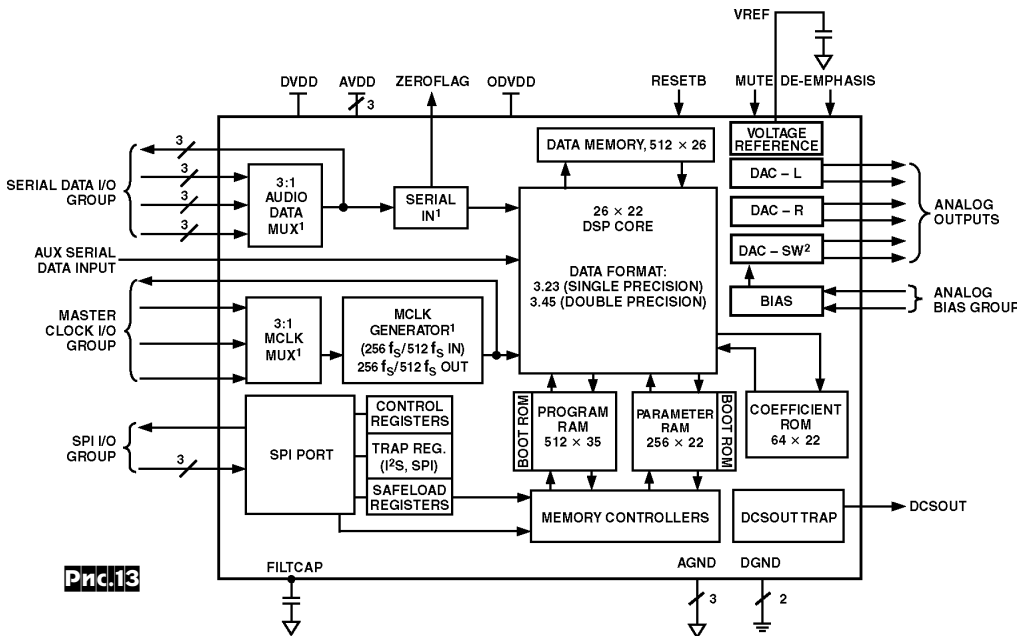 VREF
DVDD
AVDD
3
ZEROFLAG
ODVDD
RESETB
MUTE
DE-EMPHASIS
SERIAL DATA I/O
GROUP
3
3
3
3
3:1
AUDIO
DATA
MUX1
SERIAL
IN1
DATA MEMORY, 512 × 26
VOLTAGE
REFERENCE
DAC – L
DAC – R
DAC – SW2
BIAS
ANALOG
OUTPUTS
ANALOG
BIAS GROUP
AUX SERIAL
DATA INPUT
26 × 22
DSP CORE
DATA FORMAT:
3.23 (SINGLE PRECISION)
3.45 (DOUBLE PRECISION)
MASTER
CLOCK I/O
GROUP
3:1
MCLK
MUX1
MCLK
GENERATOR1
(256 fS/512 fS IN)
256 fS/512 fS OUT
SPI I/O
GROUP
3
SPI PORT
CONTROL
REGISTERS
TRAP REG.
(I2S, SPI)
SAFELOAD
REGISTERS
BOOT ROM
PROGRAM
RAM
512 × 35
PARAMETER
RAM
256 × 22
BOOT ROM
COEFFICIENT
ROM
64 × 22
MEMORY CONTROLLERS
DCSOUT TRAP
DCSOUT
Рис.13
FILTCAP
AGND
3
DGND
2